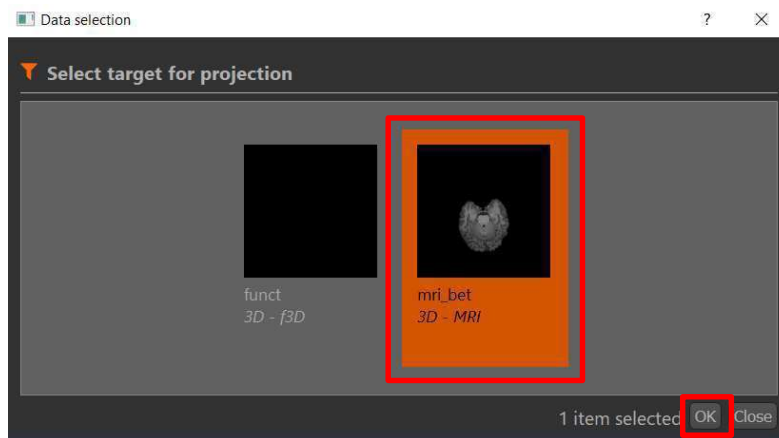 Data selection
?
Select target for projection
funct
3D - f3D
mri_bet
3D - MRI
1 item selected
OK
Close